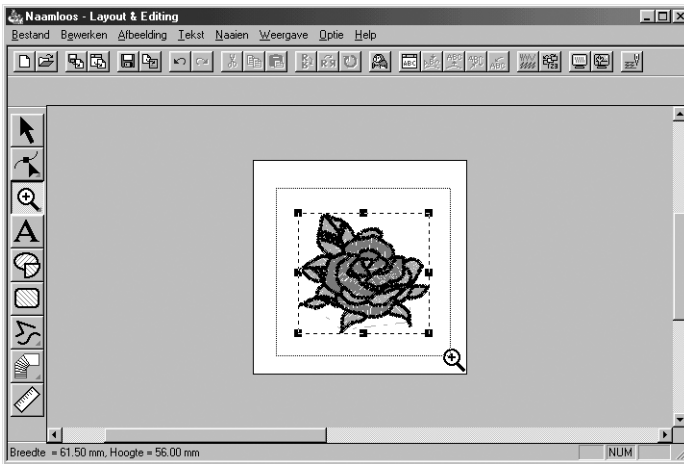 Naamloos - Layout & Editing
Bestand Bewerken Afbeelding Tekst Naaien Weergave Optie Help
A
Breedte = 61.50 mm, Hoogte = 56.00 mm NUM